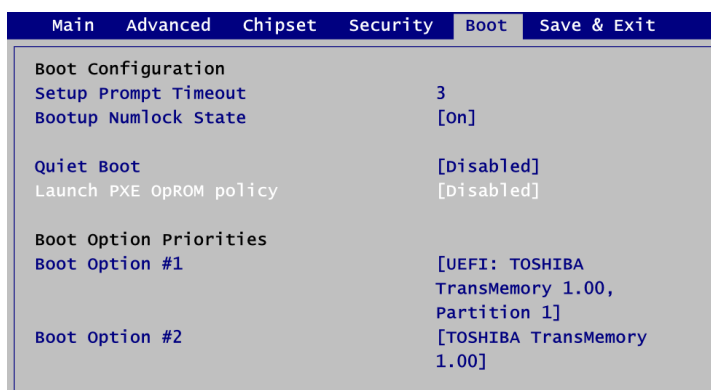 Main Advanced Chipset Security Boot Save & Exit
Boot Configuration
Setup Prompt Timeout 3
Bootup Numlock State [On]
Quiet Boot [Disabled]
Launch PXE OpROM policy [Disabled]
Boot Option Priorities
Boot Option #1 [UEFI: TOSHIBA
TransMemory 1.00,
Partition 1]
Boot Option #2 [TOSHIBA TransMemory
1.00]